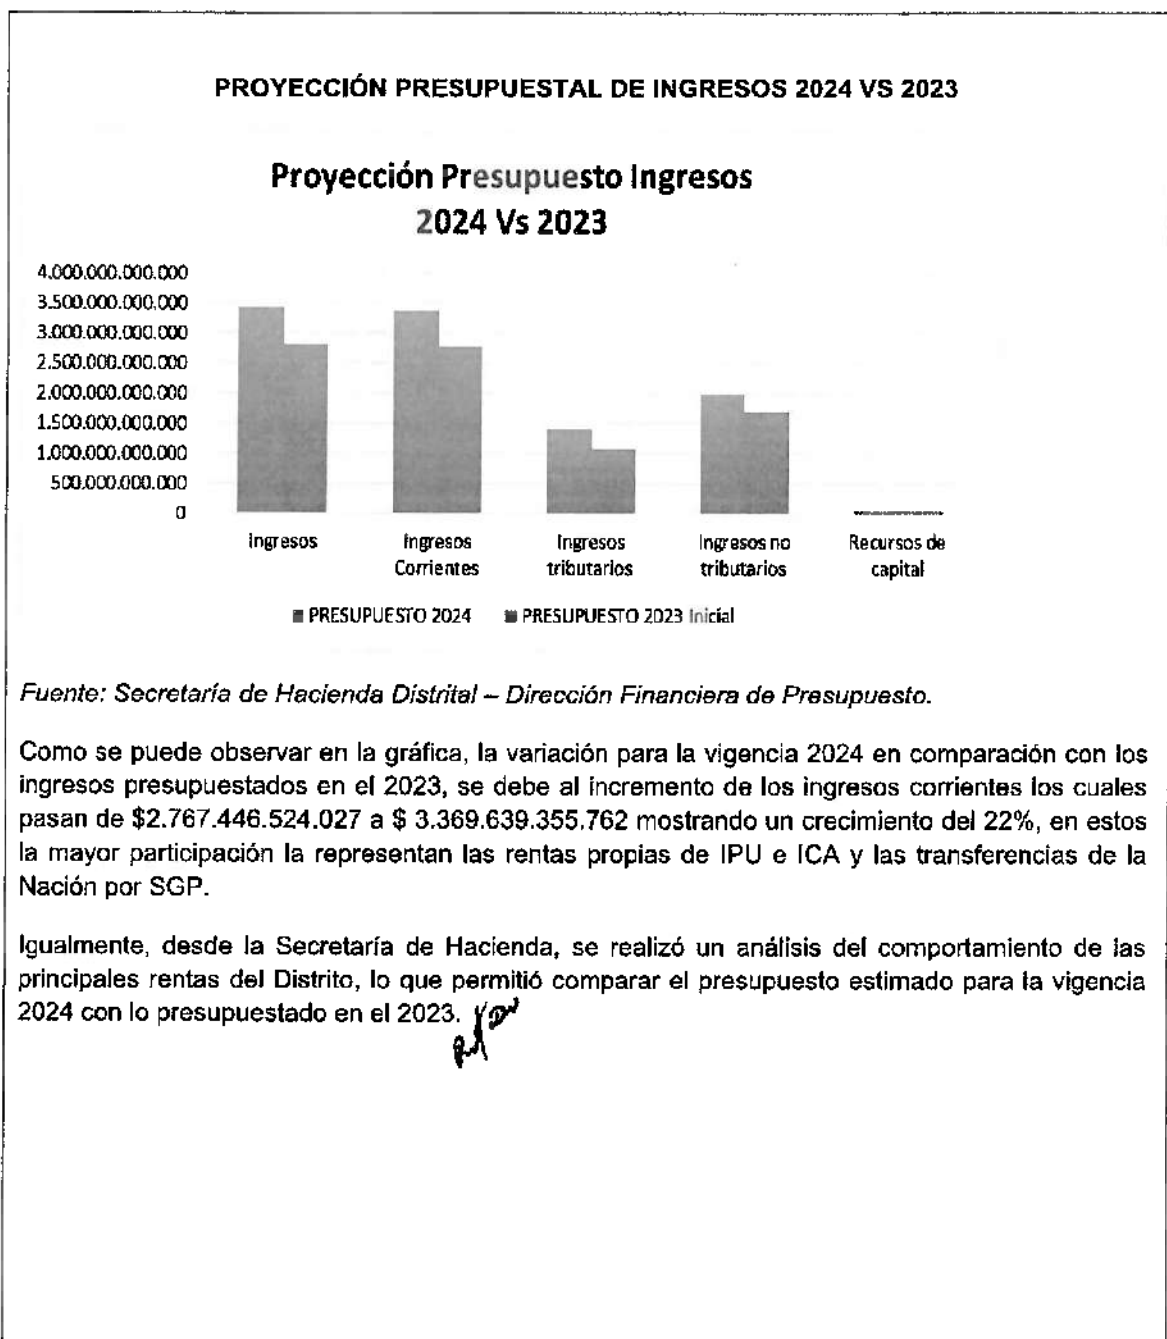 PROYECCIÓN PRESUPUESTAL DE INGRESOS 2024 VS 2023
Proyección Presupuesto Ingresos
2024 Vs 2023
4.000.000.000.000
3.500.000.000.000
3.000.000.000.000
2.500.000.000.000
2.000.000.000.000
1.500.000.000.000
1.000.000.000.000
500.000.000.000
0
Ingresos
Ingresos
Corrientes
Ingresos
tributarios
Ingresos no
tributarios
Recursos de
capital
PRESUPUESTO 2024 PRESUPUESTO 2023 Inicial
Fuente: Secretaría de Hacienda Distrital – Dirección Financiera de Presupuesto.
Como se puede observar en la gráfica, la variación para la vigencia 2024 en comparación con los
ingresos presupuestados en el 2023, se debe al incremento de los ingresos corrientes los cuales
pasan de $2.767.446.524.027 a $ 3.369.639.355.762 mostrando un crecimiento del 22%, en estos
la mayor participación la representan las rentas propias de IPU e ICA y las transferencias de la
Nación por SGP.
Igualmente, desde la Secretaría de Hacienda, se realizó un análisis del comportamiento de las
principales rentas del Distrito, lo que permitió comparar el presupuesto estimado para la vigencia
2024 con lo presupuestado en el 2023.